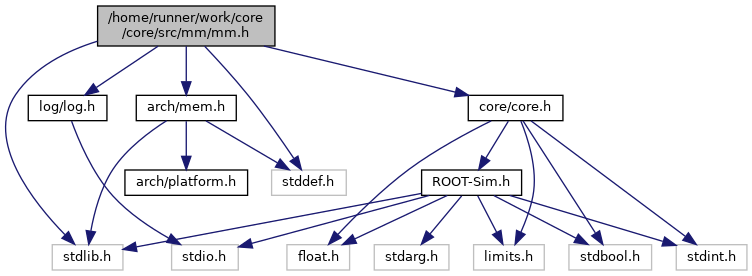 /home/runner/work/core
/core/src/mm/mm.h
log/log.h
arch/mem.h
core/core.h
arch/platform.h
stddef.h
ROOT-Sim.h
stdlib.h
stdio.h
float.h
stdarg.h
limits.h
stdbool.h
stdint.h